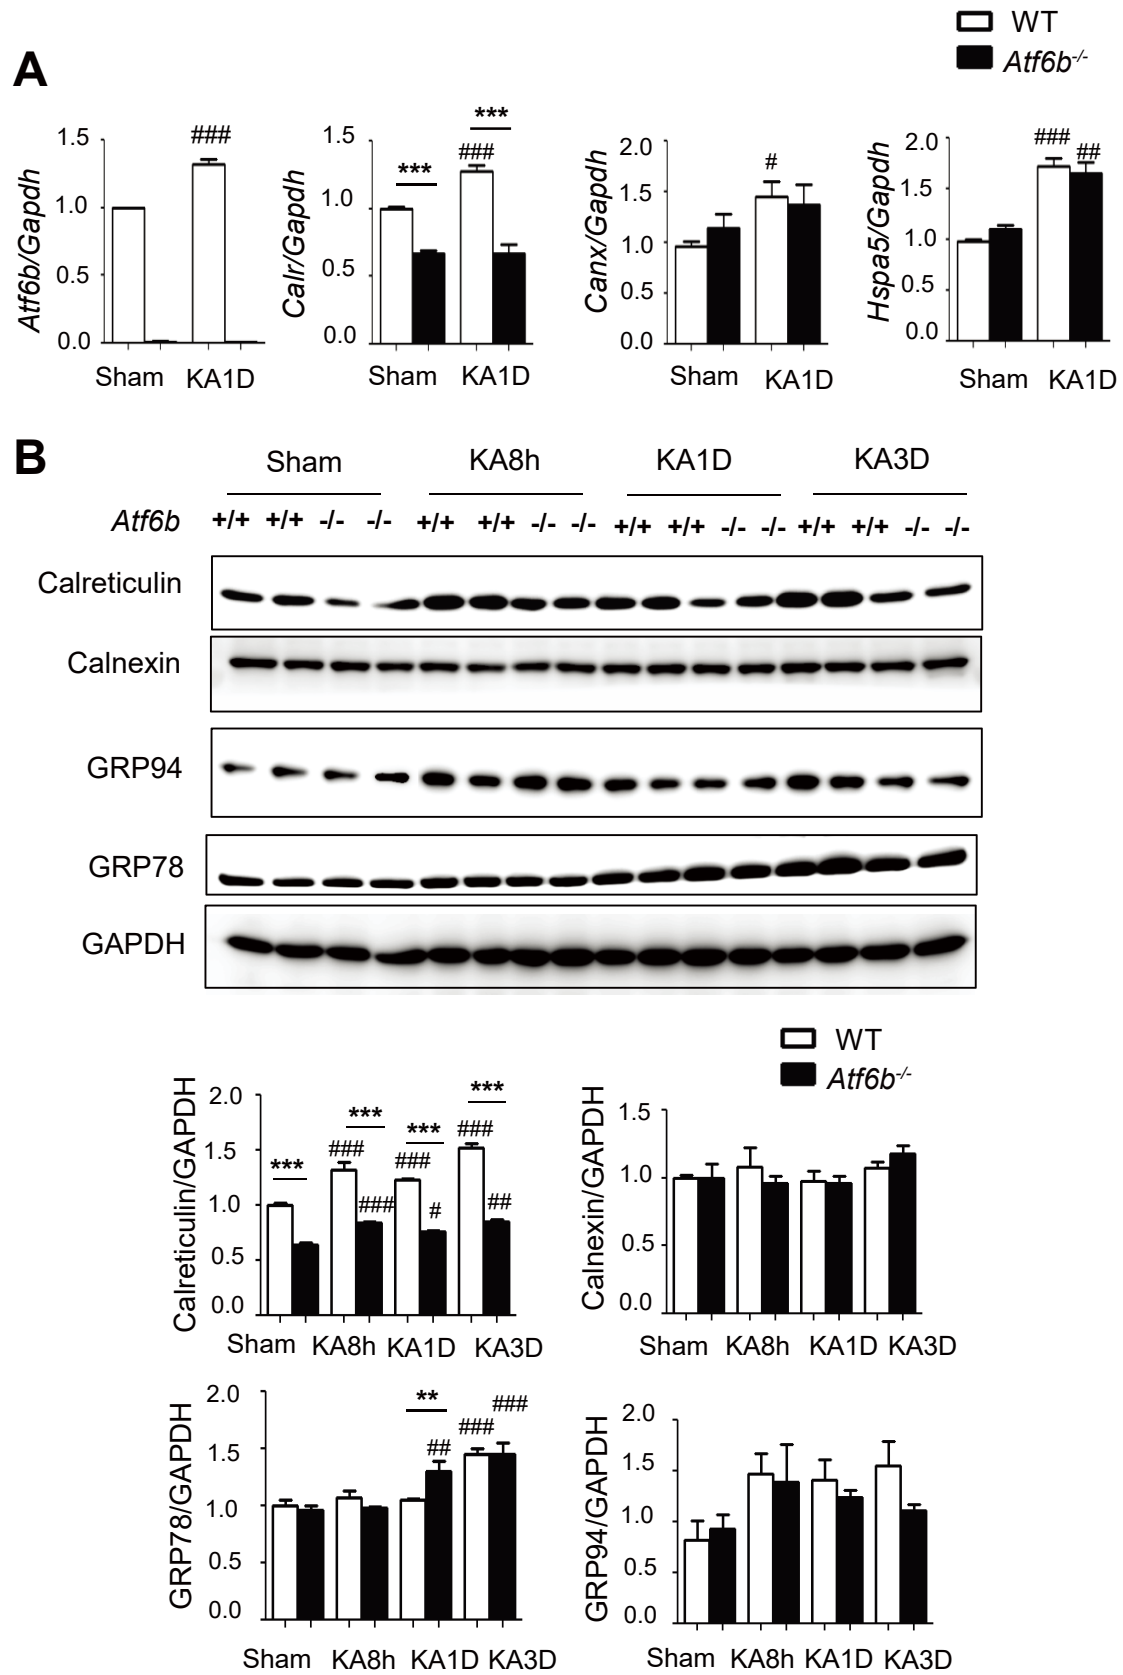 WT
Atf6b-/-
A
Atf6b/Gapdh
1.5
1.0
0.5
0.0
###
Sham KA1D
Calr/Gapdh
1.5
1.0
0.5
0.0
***
***
###
Sham KA1D
Canx/Gapdh
2.0
1.5
1.0
0.5
0.0
#
Sham KA1D
Hspa5/Gapdh
2.0
1.5
1.0
0.5
0.0
###
##
Sham KA1D
B
Sham KA8h KA1D KA3D
Atf6b +/+ +/+ -/- -/- +/+ +/+ -/- -/- +/+ +/+ -/- -/- +/+ +/+ -/- -/-
Calreticulin
Calnexin
GRP94
GRP78
GAPDH
WT
Atf6b-/-
Calreticulin/GAPDH
2.0
1.5
1.0
0.5
0.0
***
***
###
###
***
###
#
***
###
##
Sham KA8h KA1D KA3D
Calnexin/GAPDH
1.5
1.0
0.5
0.0
Sham KA8h KA1D KA3D
GRP78/GAPDH
2.0
1.5
1.0
0.5
0.0
**
##
###
###
Sham KA8h KA1D KA3D
GRP94/GAPDH
2.0
1.5
1.0
0.5
0.0
Sham KA8h KA1D KA3D